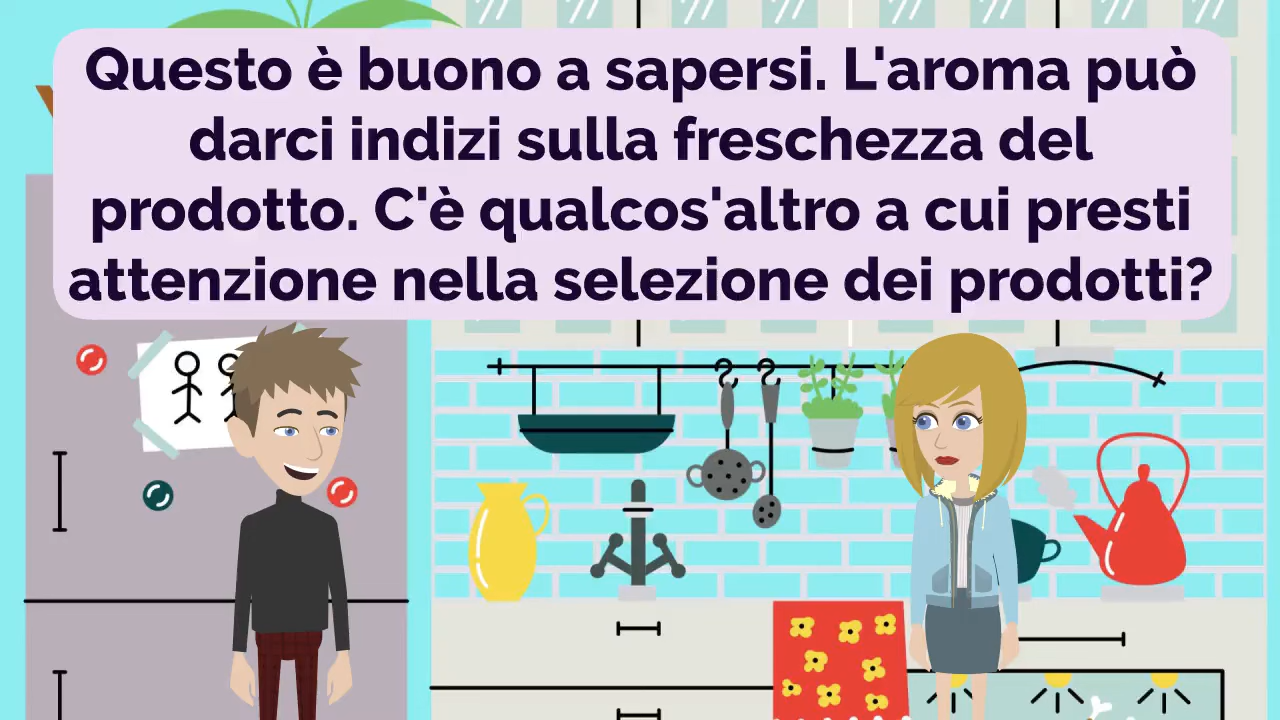 Questo è buono a sapersi. L'aroma può
darci indizi sulla freschezza del
prodotto. C'è qualcos'altro a cui presti
attenzione nella selezione dei prodotti?